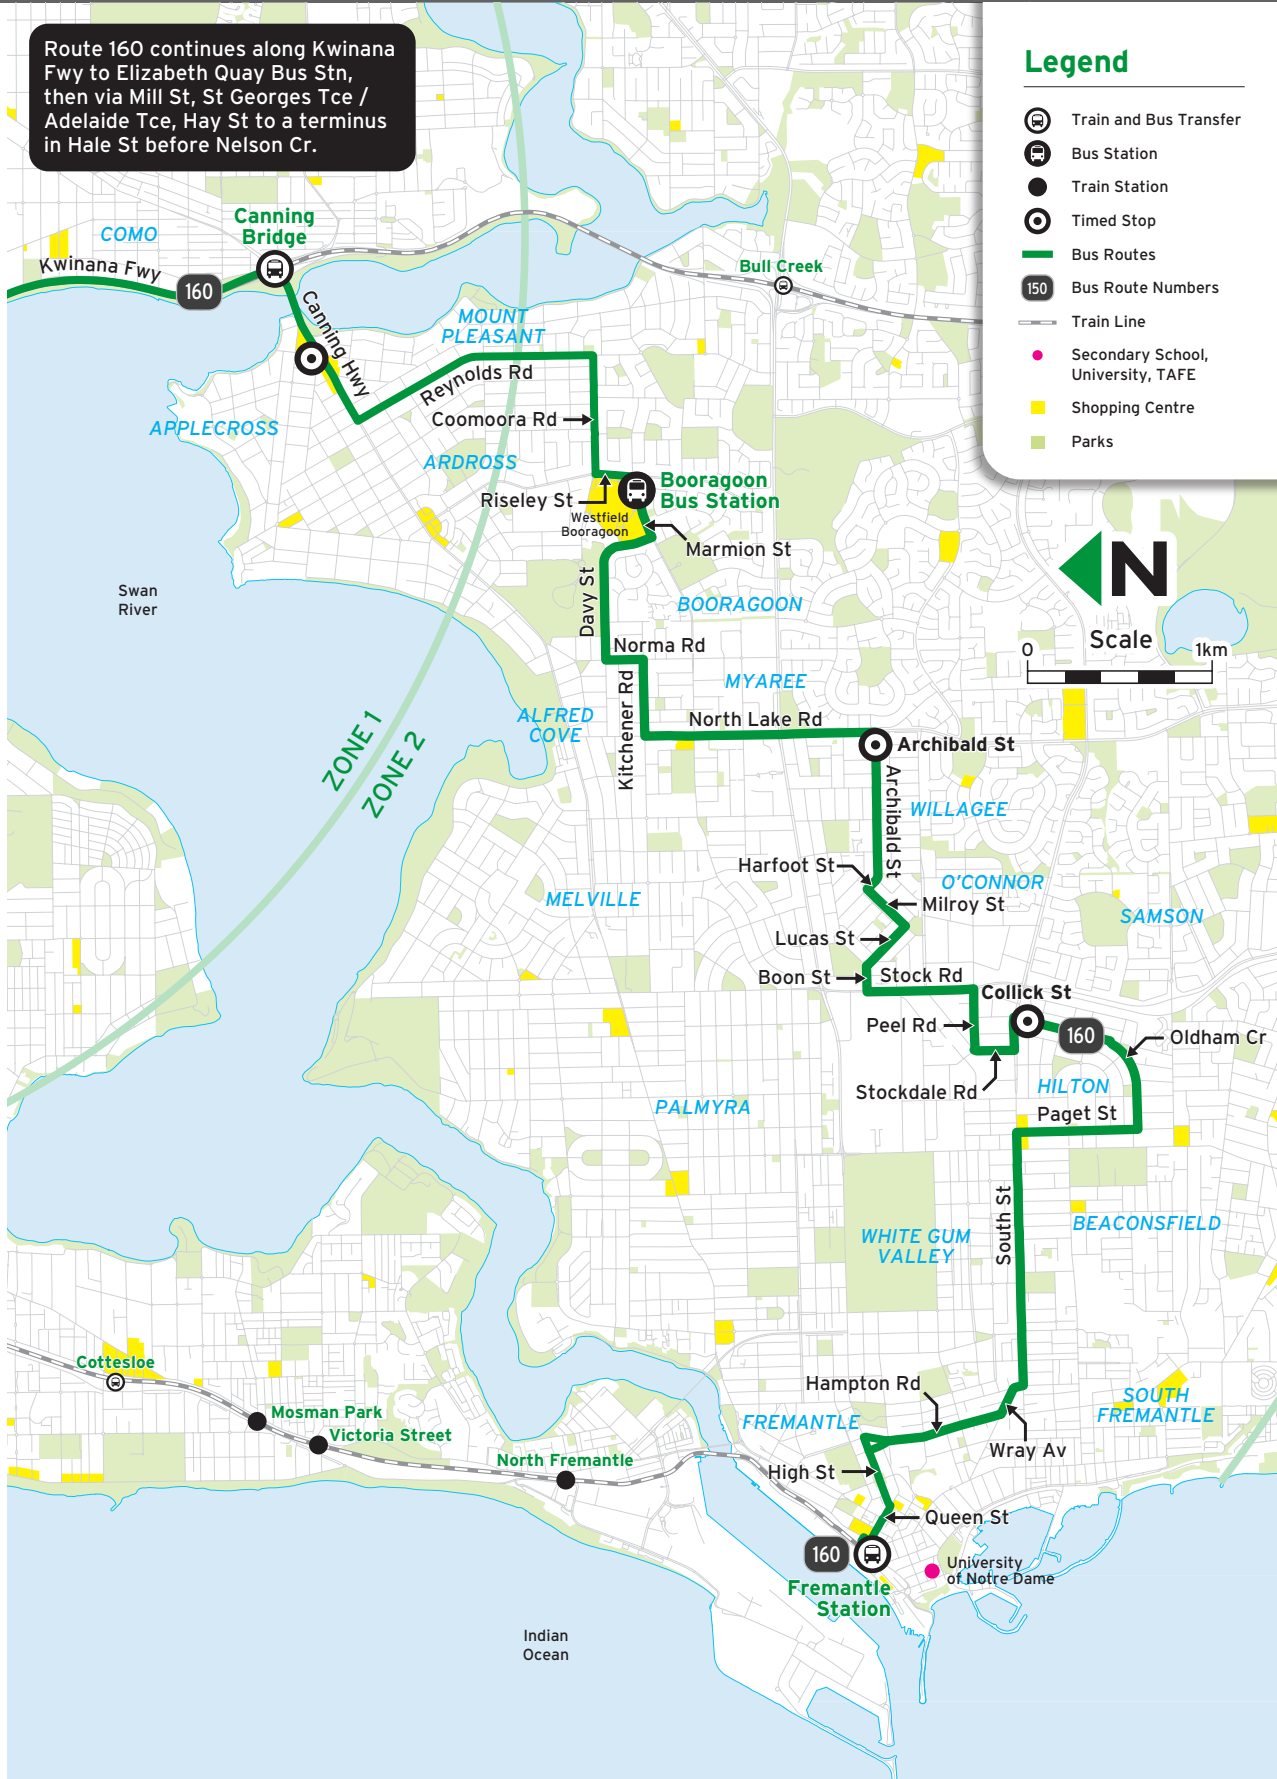 Route 160 continues along Kwinana
Fwy to Elizabeth Quay Bus Stn,
then via Mill St, St Georges Tce /
Adelaide Tce, Hay St to a terminus
in Hale St before Nelson Cr.
Legend
Train and Bus Transfer
Bus Station
Train Station
Timed Stop
Bus Routes
150
Bus Route Numbers
Train Line
Secondary School,
University, TAFE
Shopping Centre
Parks
N
Scale
0
1km
COMO
Canning
Bridge
Kwinana Fwy
160
Canning Hwy
Bull Creek
MOUNT
PLEASANT
Reynolds Rd
Coomoora Rd
APPLECROSS
ARDROSS
Riseley St
Booragoon
Bus Station
Westfield
Booragoon
Marmion St
Swan
River
Davy St
BOORAGOON
Norma Rd
MYAREE
Kitchener Rd
ALFRED
COVE
North Lake Rd
ZONE 1
ZONE 2
Archibald St
Archibald St
WILLAGEE
Harfoot St
O'CONNOR
Milroy St
MELVILLE
SAMSON
Lucas St
Boon St
Stock Rd
Collick St
Peel Rd
160
Oldham Cr
Stockdale Rd
HILTON
PALMYRA
Paget St
South St
WHITE GUM
VALLEY
BEACONSFIELD
Cottesloe
Mosman Park
Victoria Street
North Fremantle
Hampton Rd
FREMANTLE
SOUTH
FREMANTLE
Wray Av
High St
Queen St
160
University
of Notre Dame
Fremantle
Station
Indian
Ocean